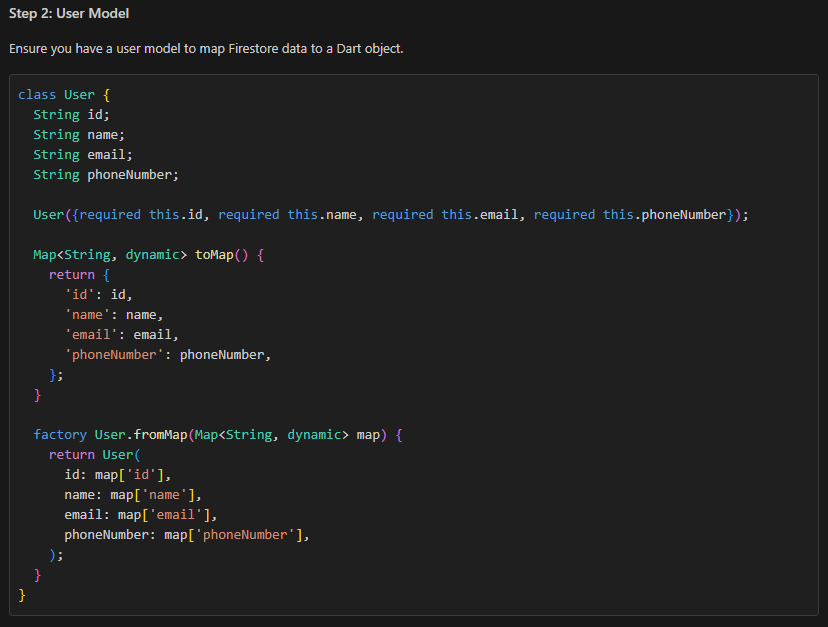 Step 2: User Model
Ensure you have a user model to map Firestore data to a Dart object.
class User {
  String id;
  String name;
  String email;
  String phoneNumber;

  User({required this.id, required this.name, required this.email, required this.phoneNumber});

  Map<String, dynamic> toMap() {
    return {
      'id': id,
      'name': name,
      'email': email,
      'phoneNumber': phoneNumber,
    };
  }

  factory User.fromMap(Map<String, dynamic> map) {
    return User(
      id: map['id'],
      name: map['name'],
      email: map['email'],
      phoneNumber: map['phoneNumber'],
    );
  }
}